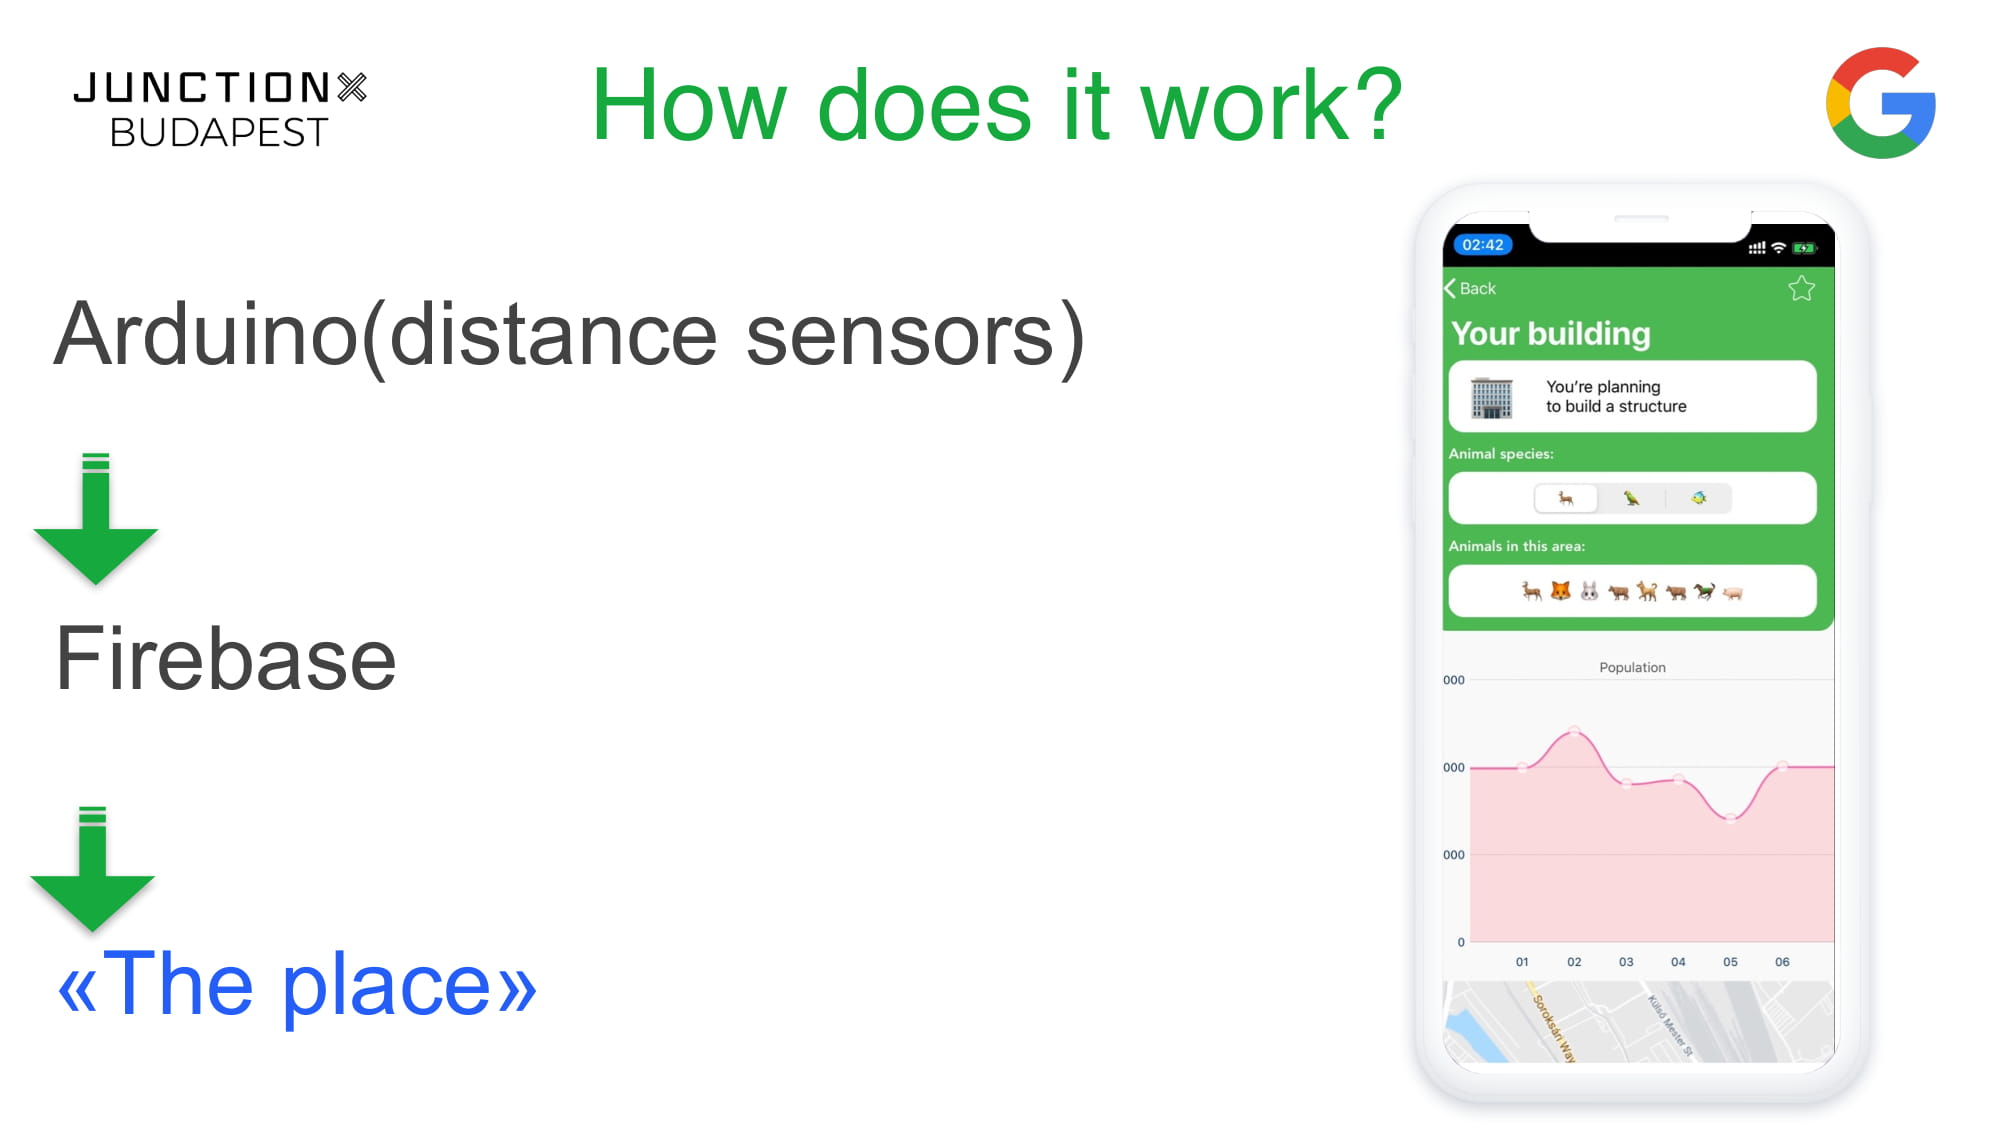 JUNCTIONX
BUDAPEST
How does it work?
Arduino(distance sensors)
Firebase
«The place»
02:42
Back
Your building
You're planning
to build a structure
Animal species:
Animals in this area:
Population
000
000
000
0
01 02 03 04 05 06
Soroksári Way
Külső Mester St